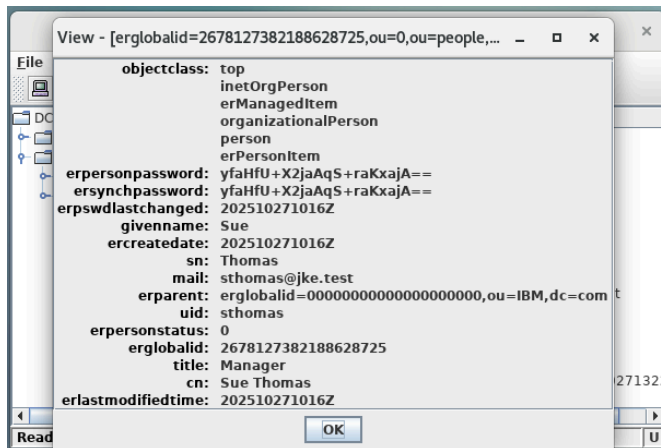 View - [erglobalid=2678127382188628725,ou=0,ou=people,...
File
DC
objectclass: top
inetOrgPerson
erManagedItem
organizationalPerson
person
erPersonItem
erpersonpassword: yfaHfU+X2jaAqS+raKxajA==
ersynchpassword: yfaHfU+X2jaAqS+raKxajA==
erpswdlastchanged: 202510271016Z
givenname: Sue
ercreatedate: 202510271016Z
sn: Thomas
mail: sthomas@jke.test
erparent: erglobalid=00000000000000000000,ou=IBM,dc=com
t
uid: sthomas
erpersonstatus: 0
erglobalid: 2678127382188628725
title: Manager
cn: Sue Thomas
erlastmodifiedtime: 202510271016Z
OK
Read
U